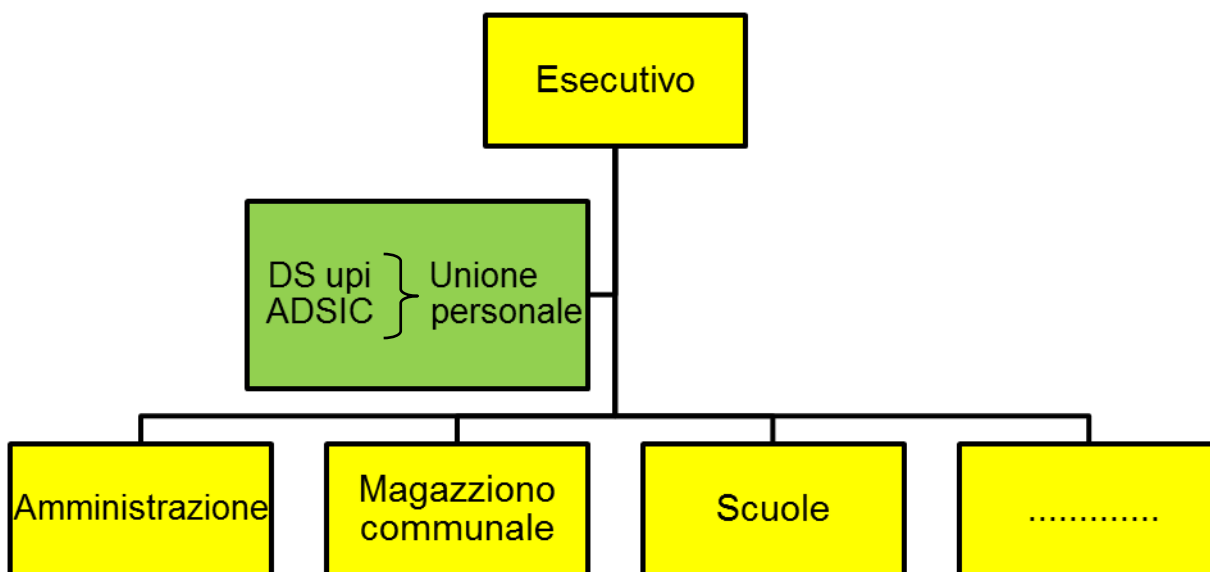 Esecutivo
DS upi
ADSIC
Unione
personale
Amministrazione
Magazziono
communale
Scuole
.............